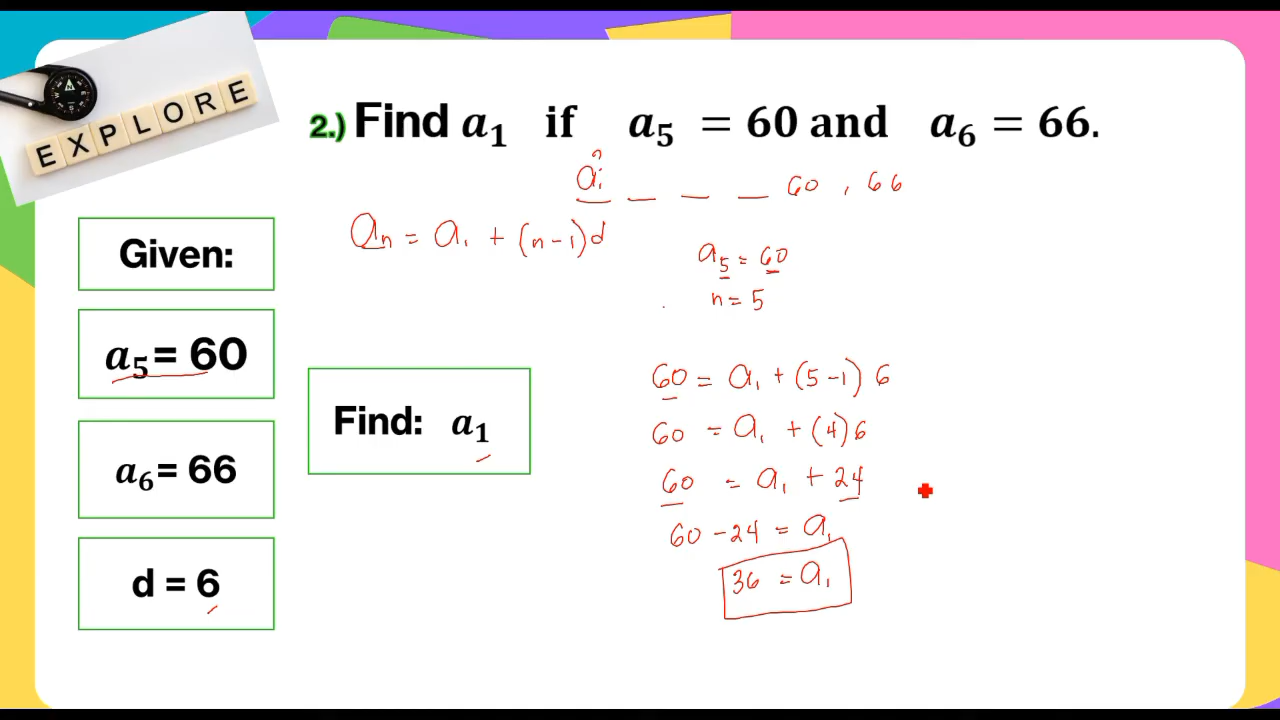 EXPLORE
2.) Find a₁ if a₅ = 60 and a₆ = 66.
a₁ _ _ _ 60 , 66
aₙ = a₁ + (n-1)d
Given:
a₅ = 60
n = 5
a₅ = 60
60 = a₁ + (5-1) 6
Find: a₁
60 = a₁ + (4)6
a₆ = 66
60 = a₁ + 24
60 - 24 = a₁
d = 6
36 = a₁